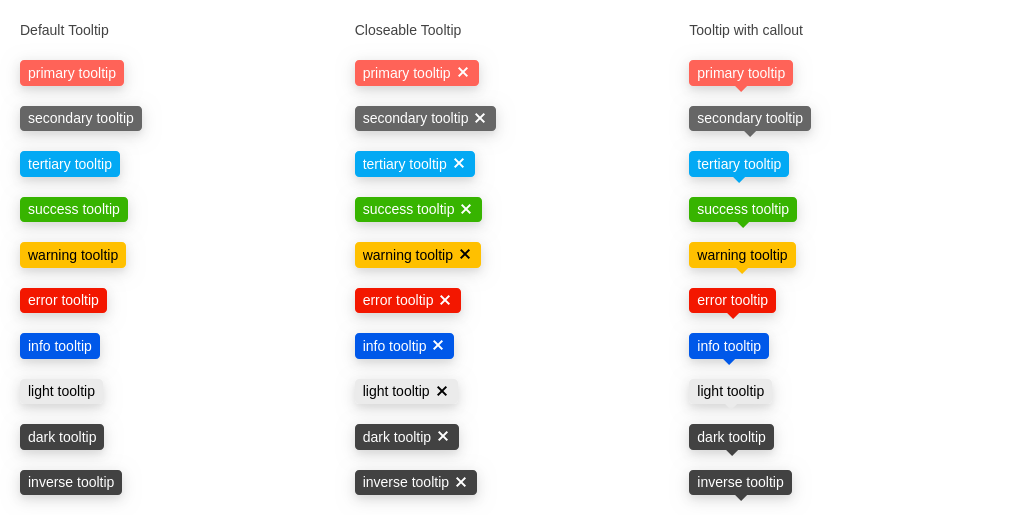 Default Tooltip
primary tooltip
secondary tooltip
tertiary tooltip
success tooltip
warning tooltip
error tooltip
info tooltip
light tooltip
dark tooltip
inverse tooltip
Closeable Tooltip
primary tooltip
secondary tooltip
tertiary tooltip
success tooltip
warning tooltip
error tooltip
info tooltip
light tooltip
dark tooltip
inverse tooltip
Tooltip with callout
primary tooltip
secondary tooltip
tertiary tooltip
success tooltip
warning tooltip
error tooltip
info tooltip
light tooltip
dark tooltip
inverse tooltip